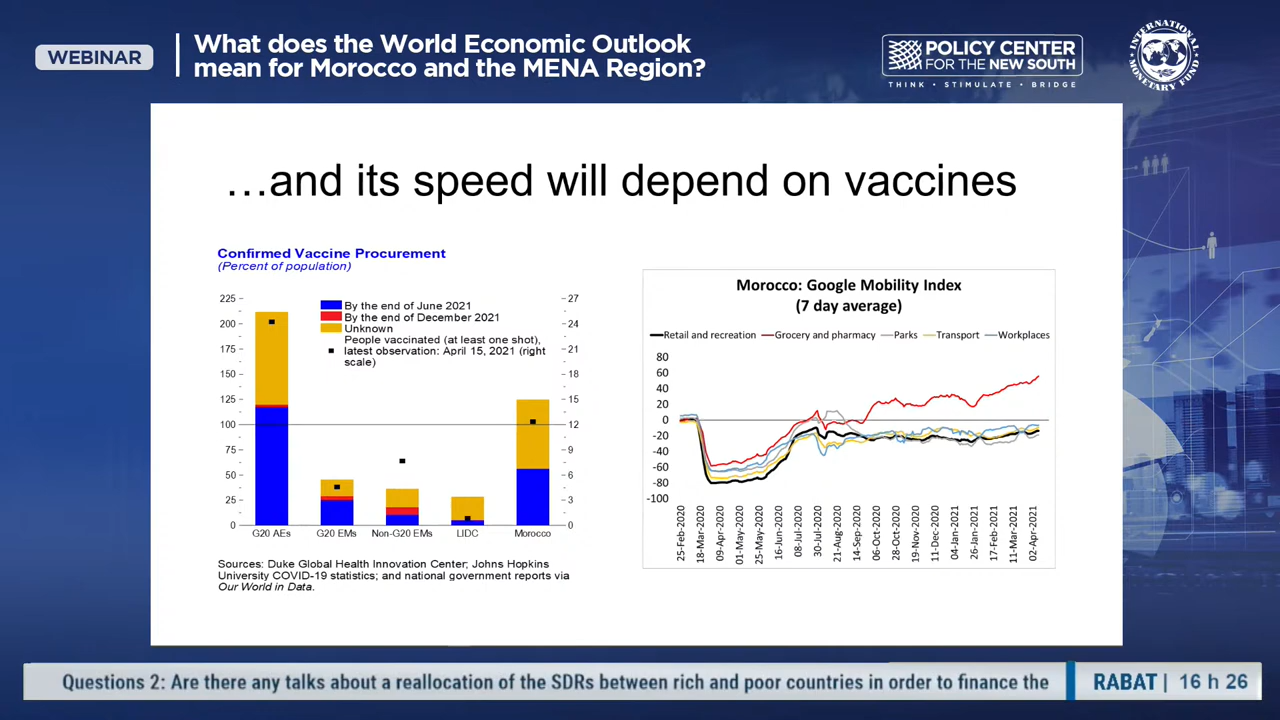 WEBINAR
What does the World Economic Outlook
mean for Morocco and the MENA Region?
POLICY CENTER
FOR THE NEW SOUTH
THINK • STIMULATE • BRIDGE
INTERNATIONAL MONETARY FUND
…and its speed will depend on vaccines
Confirmed Vaccine Procurement
(Percent of population)
225
200
175
150
125
100
75
50
25
0
By the end of June 2021
By the end of December 2021
Unknown
People vaccinated (at least one shot),
latest observation: April 15, 2021 (right
scale)
27
24
21
18
15
12
9
6
3
0
G20 AEs
G20 EMs
Non-G20 EMs
LIDC
Morocco
Sources: Duke Global Health Innovation Center; Johns Hopkins
University COVID-19 statistics; and national government reports via
Our World in Data.
Morocco: Google Mobility Index
(7 day average)
Retail and recreation
Grocery and pharmacy
Parks
Transport
Workplaces
80
60
40
20
0
-20
-40
-60
-80
-100
25-Feb-2020
18-Mar-2020
09-Apr-2020
01-May-2020
25-May-2020
16-Jun-2020
08-Jul-2020
30-Jul-2020
21-Aug-2020
14-Sep-2020
06-Oct-2020
28-Oct-2020
19-Nov-2020
11-Dec-2020
04-Jan-2021
26-Jan-2021
17-Feb-2021
11-Mar-2021
02-Apr-2021
Questions 2: Are there any talks about a reallocation of the SDRs between rich and poor countries in order to finance the
RABAT | 16 h 26